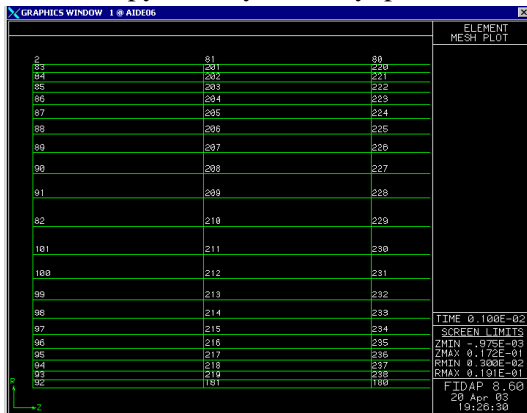 GRAPHICS WINDOW 1 @ AIDE06
ELEMENT
MESH PLOT
2 81 80
83 201 220
84 202 221
85 203 222
86 204 223
87 205 224
88 206 225
89 207 226
90 208 227
91 209 228
82 210 229
101 211 230
100 212 231
99 213 232
98 214 233
97 215 234
96 216 235
95 217 236
94 218 237
93 219 238
92 181 180
R
Z
TIME 0.100E-02
SCREEN LIMITS
ZMIN -.975E-03
ZMAX 0.172E-01
RMIN 0.300E-02
RMAX 0.191E-01
FIDAP 8.60
20 Apr 03
19:26:30